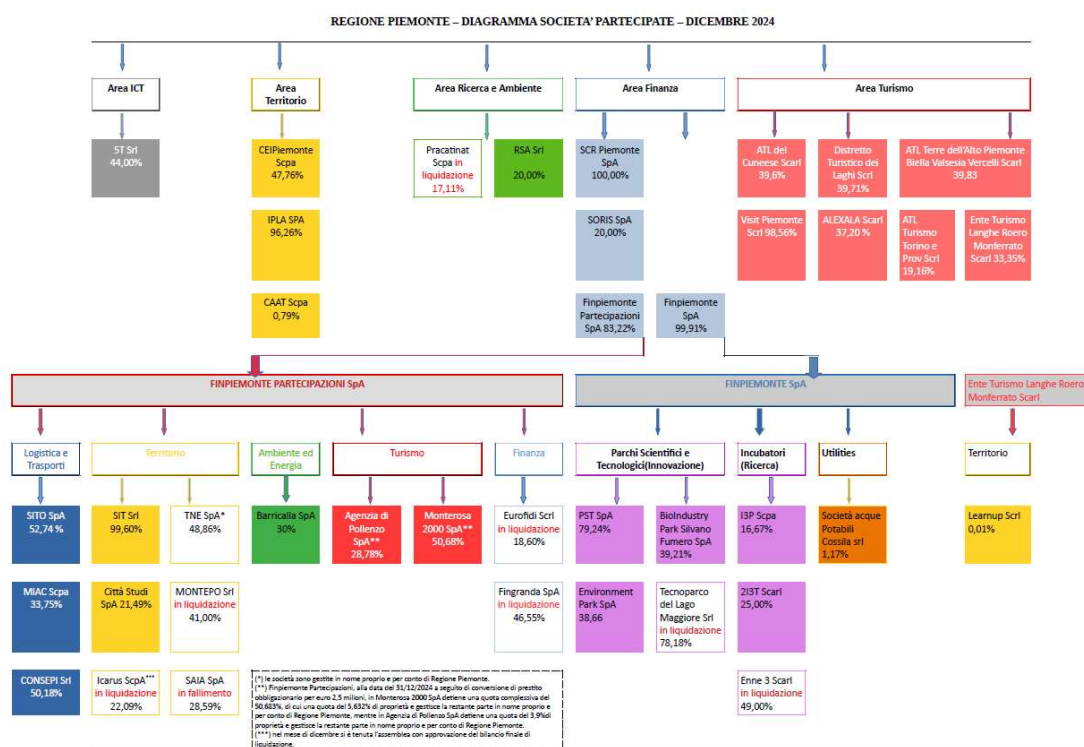 REGIONE PIEMONTE – DIAGRAMMA SOCIETA’ PARTECIPATE – DICEMBRE 2024
Area ICT
Area
Territorio
Area Ricerca e Ambiente
Area Finanza
Area Turismo
5T Srl
44,00%
CEIPiemonte
Scpa
47,76%
Pracatinat
Scpa in
liquidazione
17,11%
RSA Srl
20,00%
SCR Piemonte
SpA
100,00%
ATL del
Cuneese Scarl
39,6%
Distretto
Turistico dei
Laghi Scrl
39,71%
ATL Terre dell’Alto Piemonte
Biella Valsesia Vercelli Scarl
39,83
IPLA SPA
96,26%
SORIS SpA
20,00%
Visit Piemonte
Scrl 98,56%
ALEXALA Scarl
37,20 %
ATL
Turismo
Torino e
Prov Scrl
19,16%
Ente Turismo
Langhe Roero
Monferrato
Scarl 33,35%
CAAT Scpa
0,79%
Finpiemonte
Partecipazioni
SpA 83,22%
Finpiemonte
SpA
99,91%
FINPIEMONTE PARTECIPAZIONI SpA
FINPIEMONTE SpA
Ente Turismo Langhe Roero
Monferrato Scarl
Logistica e
Trasporti
Territorio
Ambiente ed
Energia
Turismo
Finanza
Parchi Scientifici e
Tecnologici(Innovazione)
Incubatori
(Ricerca)
Utilities
Territorio
SITO SpA
52,74 %
SIT Srl
99,60%
TNE SpA*
48,86%
Barricalla SpA
30%
Agenzia di
Pollenzo
SpA**
28,78%
Monterosa
2000 SpA**
50,68%
Eurofidi Scrl
in liquidazione
18,60%
PST SpA
79,24%
BioIndustry
Park Silvano
Fumero SpA
39,21%
I3P Scpa
16,67%
Società acque
Potabili
Cossila srl
1,17%
Learnup Scrl
0,01%
MIAC Scpa
33,75%
Città Studi
SpA 21,49%
MONTEPO Srl
in liquidazione
41,00%
Fingranda SpA
in liquidazione
46,55%
Environment
Park SpA
38,66
Tecnoparco
del Lago
Maggiore Srl
in liquidazione
78,18%
2I3T Scarl
25,00%
CONSEPI Srl
50,18%
Icarus ScpA***
in liquidazione
22,09%
SAIA SpA
in fallimento
28,59%
(*) le società sono gestite in nome proprio e per conto di Regione Piemonte.
(**) Finpiemonte Partecipazioni, alla data del 31/12/2024 a seguito di conversione di prestito
obbligazionario per euro 2,5 milioni, in Monterosa 2000 SpA detiene una quota complessiva del
50,683%, di cui una quota del 5,632% di proprietà e gestisce la restante parte in nome proprio e
per conto di Regione Piemonte, mentre in Agenzia di Pollenzo SpA detiene una quota del 3,9%di
proprietà e gestisce la restante parte in nome proprio e per conto di Regione Piemonte.
(***) nel mese di dicembre si è tenuta l’assemblea con approvazione del bilancio finale di
liquidazione.
Enne 3 Scarl
in liquidazione
49,00%